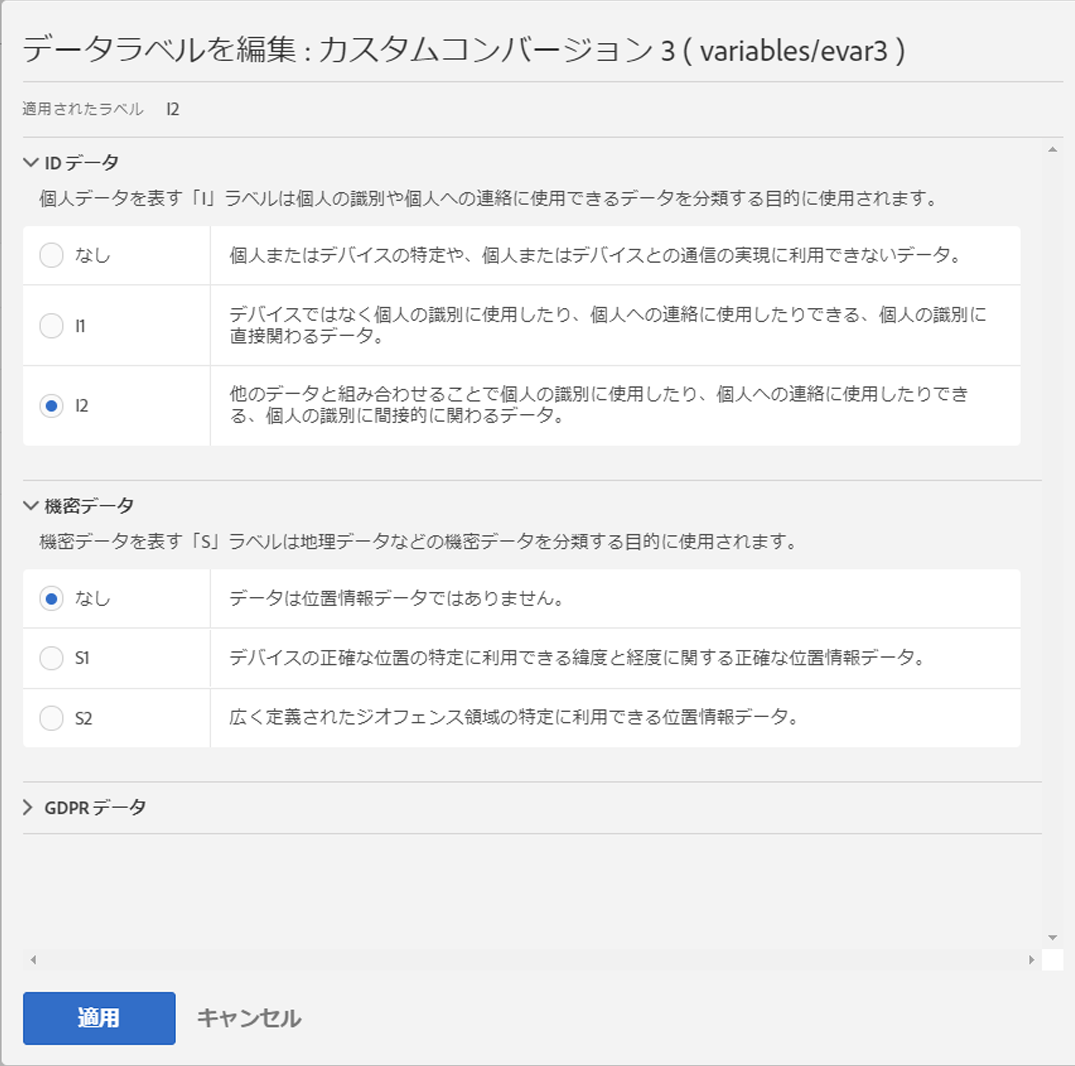 データラベルを編集 : カスタムコンバージョン 3 ( variables/evar3 )
適用されたラベル I2
ID データ
個人データを表す「I」ラベルは個人の識別や個人への連絡に使用できるデータを分類する目的に使用されます。
なし
個人またはデバイスの特定や、個人またはデバイスとの通信の実現に利用できないデータ。
I1
デバイスではなく個人の識別に使用したり、個人への連絡に使用したりできる、個人の識別に
直接関わるデータ。
I2
他のデータと組み合わせることで個人の識別に使用したり、個人への連絡に使用したりでき
る、個人の識別に間接的に関わるデータ。
機密データ
機密データを表す「S」ラベルは地理データなどの機密データを分類する目的に使用されます。
なし
データは位置情報データではありません。
S1
デバイスの正確な位置の特定に利用できる緯度と経度に関する正確な位置情報データ。
S2
広く定義されたジオフェンス領域の特定に利用できる位置情報データ。
GDPR データ
適用
キャンセル